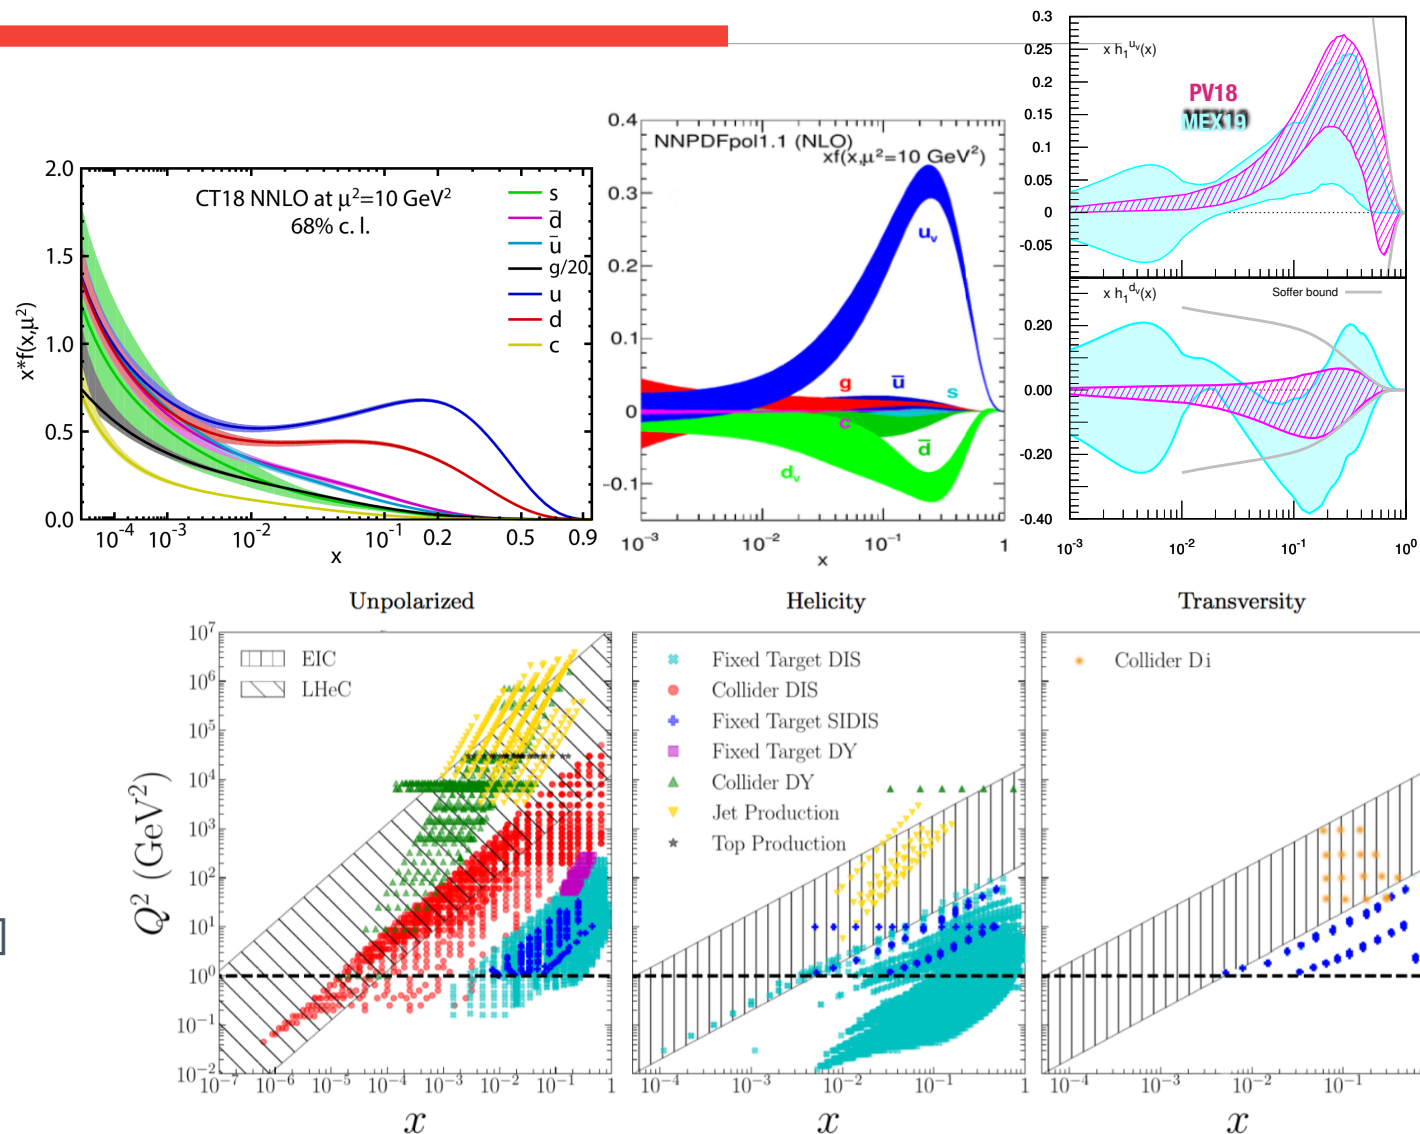 CT18 NNLO at μ²=10 GeV²
68% c. l.
s
d̅
u̅
g/20
u
d
c
2.0
1.5
1.0
0.5
0.0
x*f(x,μ²)
10⁻⁴ 10⁻³ 10⁻² 10⁻¹ 0.2 0.5 0.9
x
NNPDFpol1.1 (NLO)
xf(x,μ²=10 GeV²)
0.4
0.3
0.2
0.1
0
−0.1
uᵥ
g
u̅
s
c
d̅
dᵥ
10⁻³ 10⁻² 10⁻¹ 1
x
x h₁ᵘᵛ(x)
PV18
MEX19
0.3
0.25
0.2
0.15
0.1
0.05
0
-0.05
x h₁ᵈᵛ(x)
Soffer bound
0.20
0.00
-0.20
-0.40
10⁻³ 10⁻² 10⁻¹ 10⁰
Unpolarized Helicity Transversity
EIC
LHeC
10⁷
10⁶
10⁵
10⁴
10³
10²
10¹
10⁰
10⁻¹
10⁻²
Q² (GeV²)
10⁻⁷ 10⁻⁶ 10⁻⁵ 10⁻⁴ 10⁻³ 10⁻² 10⁻¹ 1
x
Fixed Target DIS
Collider DIS
Fixed Target SIDIS
Fixed Target DY
Collider DY
Jet Production
Top Production
10⁻⁴ 10⁻³ 10⁻² 10⁻¹ 1
x
Collider Di
10⁻⁴ 10⁻³ 10⁻² 10⁻¹
x
]